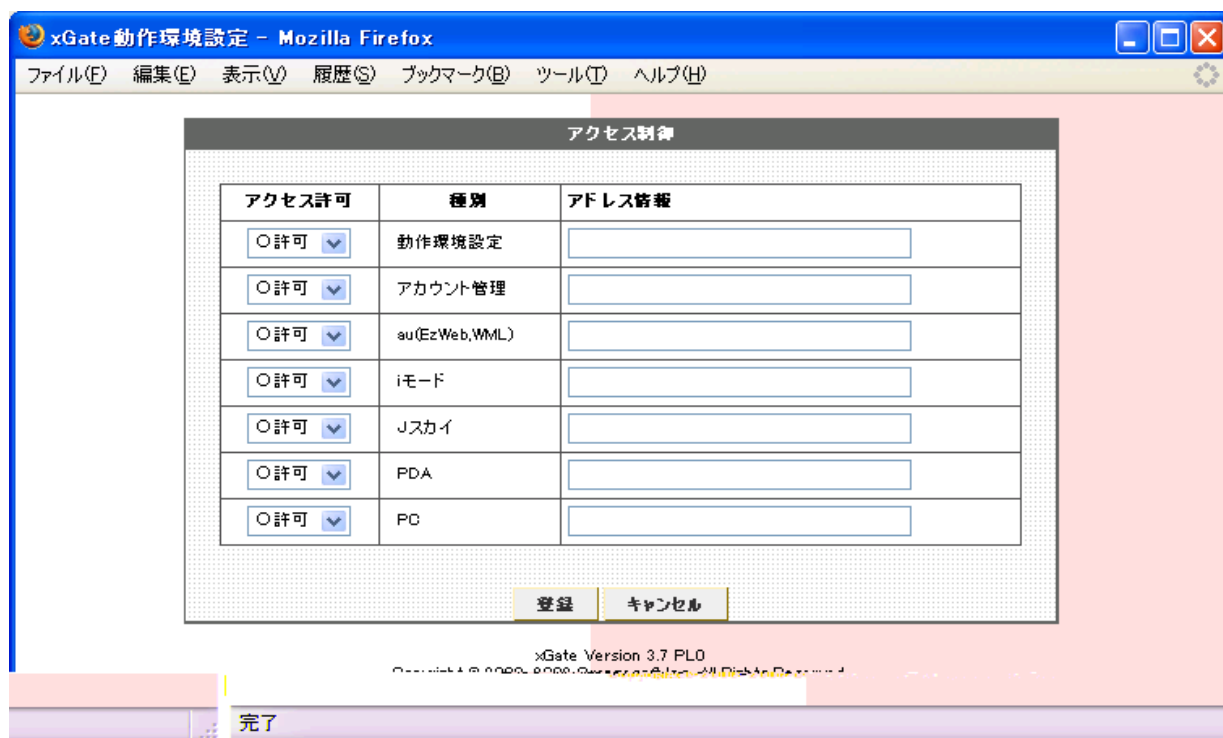 xGate動作環境設定 - Mozilla Firefox
ファイル(F) 編集(E) 表示(V) 履歴(S) ブックマーク(B) ツール(T) ヘルプ(H)
アクセス制御
アクセス許可 種別 アドレス情報
○許可 動作環境設定
○許可 アカウント管理
○許可 au(EzWeb,WML)
○許可 iモード
○許可 Jスカイ
○許可 PDA
○許可 PC
登録 キャンセル
xGate Version 3.7 PL0
All Rights Reserved
完了